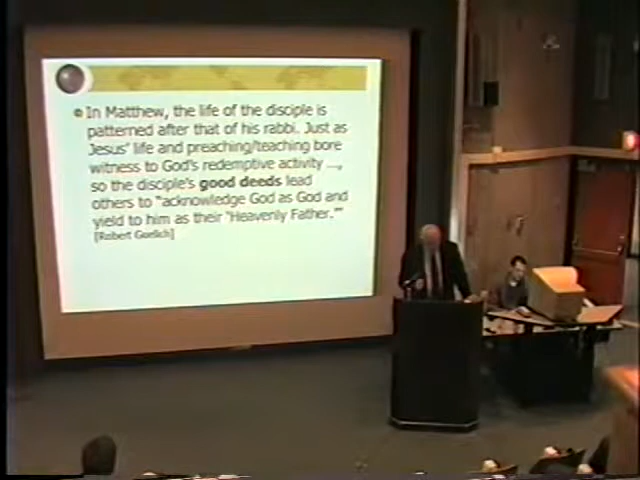 In Matthew, the life of the disciple is
patterned after that of his rabbi. Just as
Jesus' life and preaching/teaching bore
witness to God's redemptive activity ...,
so the disciple's good deeds lead
others to "acknowledge God as God and
yield to him as their 'Heavenly Father.'"
[Robert Guelich]